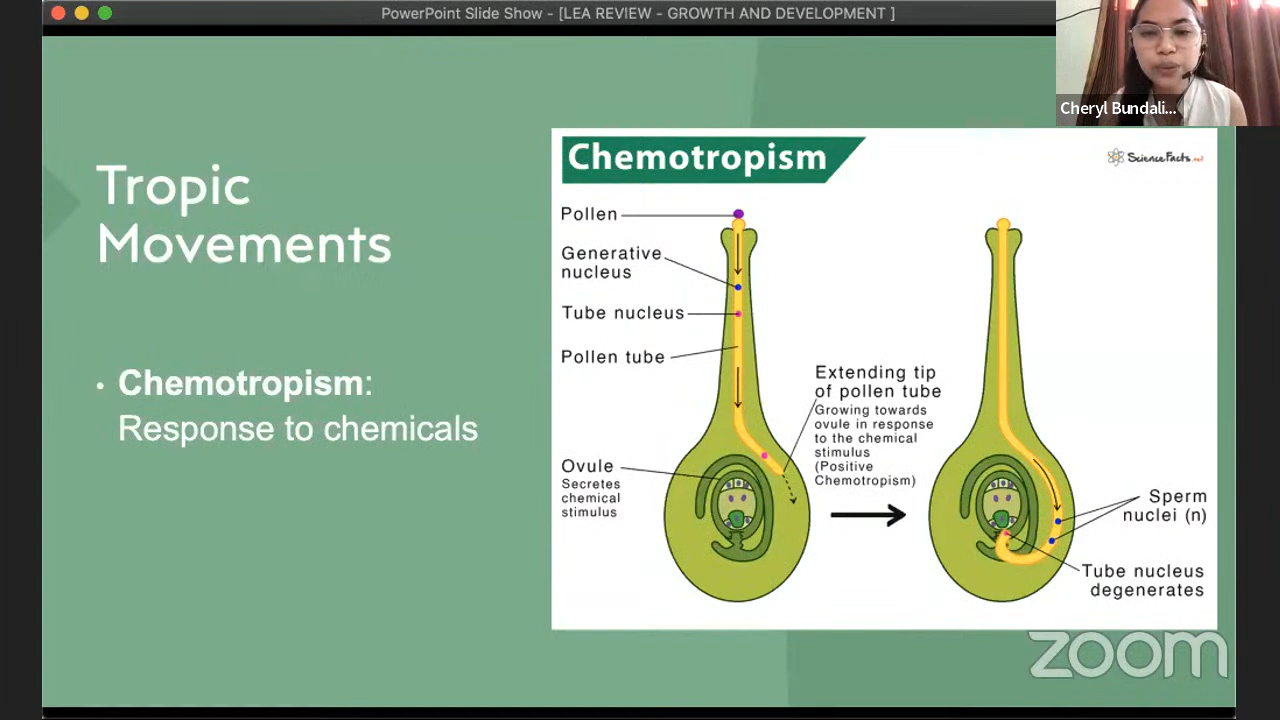 PowerPoint Slide Show - [LEA REVIEW - GROWTH AND DEVELOPMENT ]
Cheryl Bundali...
Tropic
Movements
• Chemotropism:
Response to chemicals
Chemotropism
ScienceFacts.net
Pollen
Generative
nucleus
Tube nucleus
Pollen tube
Extending tip
of pollen tube
Growing towards
ovule in response
to the chemical
stimulus
(Positive
Chemotropism)
Ovule
Secretes
chemical
stimulus
Sperm
nuclei (n)
Tube nucleus
degenerates
zoom